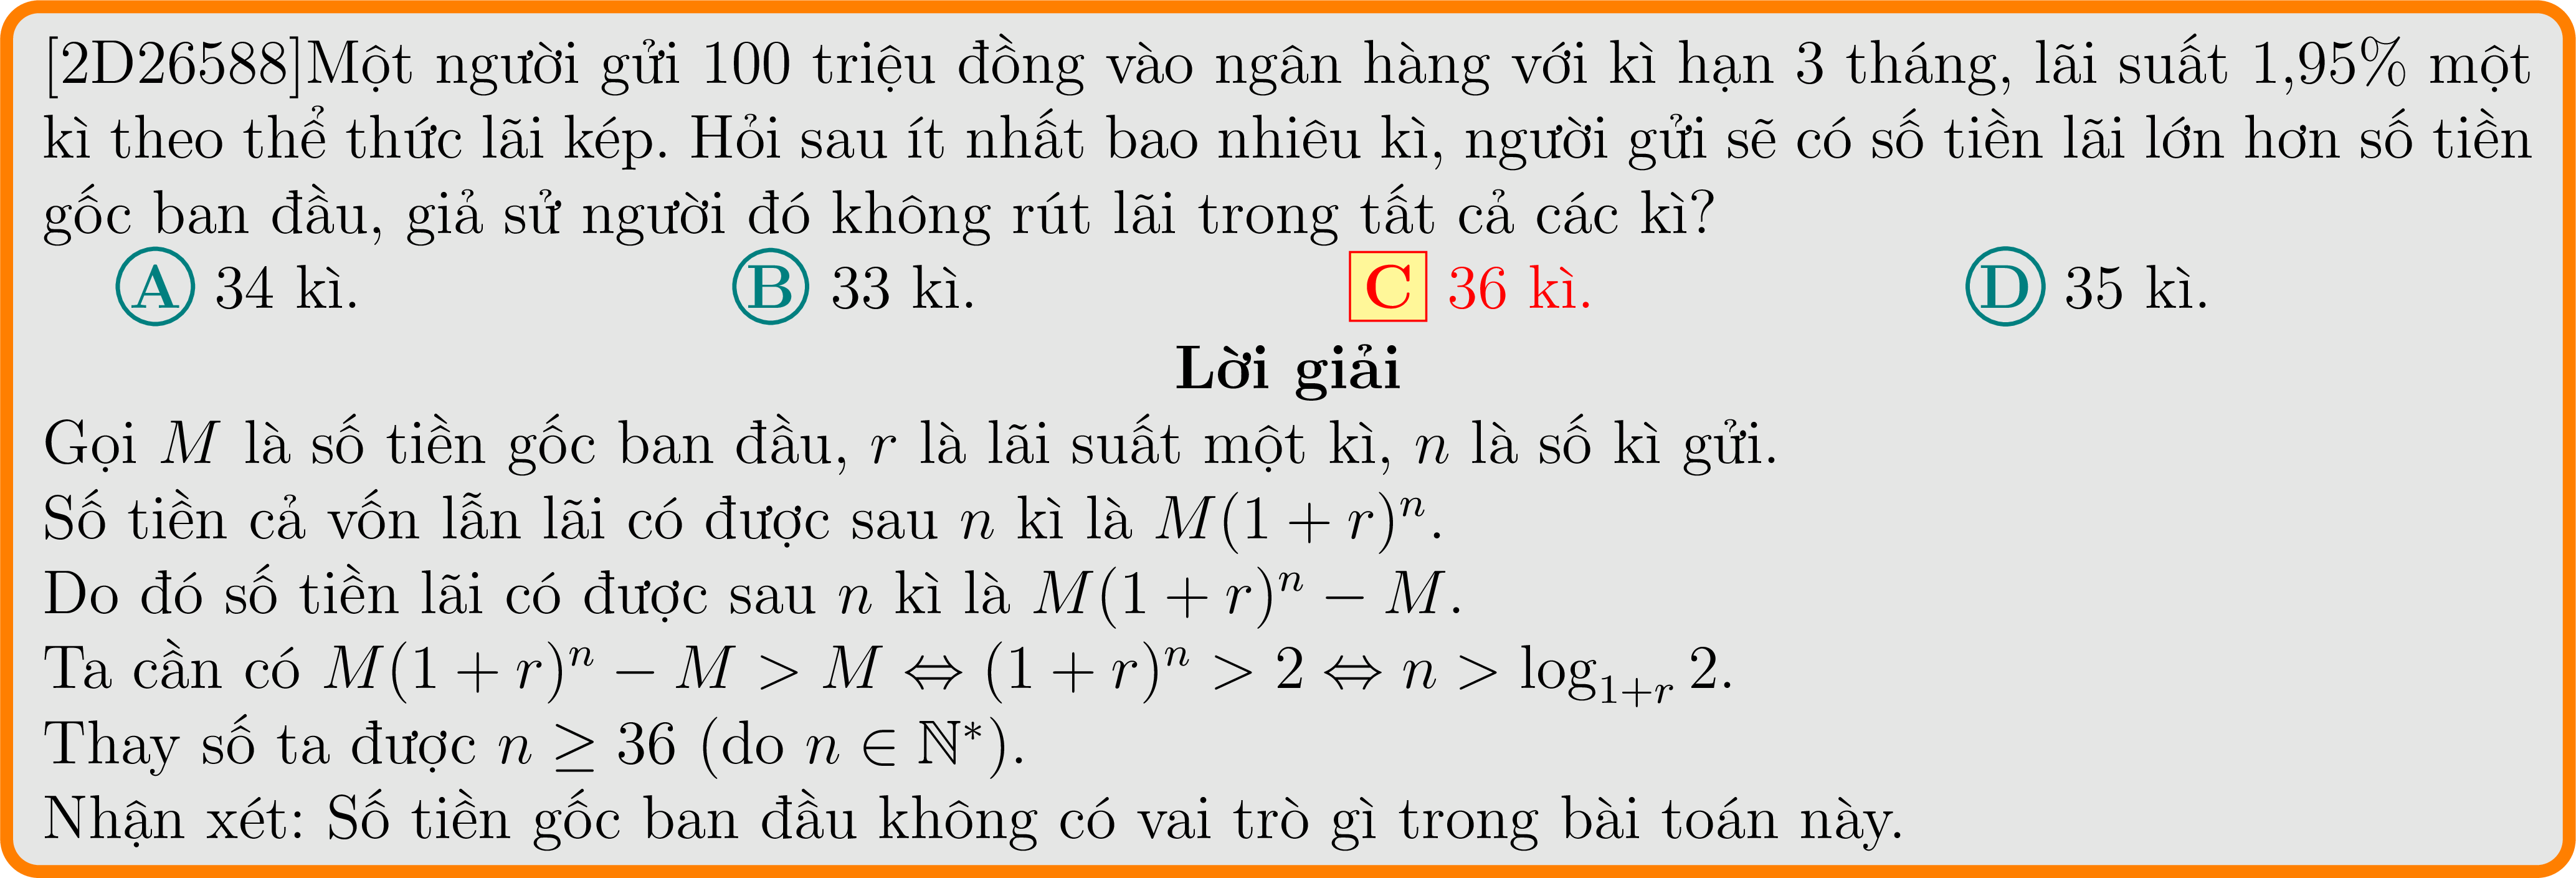 [2D26588]Một người gửi 100 triệu đồng vào ngân hàng với kì hạn 3 tháng, lãi suất 1,95% một
kì theo thể thức lãi kép. Hỏi sau ít nhất bao nhiêu kì, người gửi sẽ có số tiền lãi lớn hơn số tiền
gốc ban đầu, giả sử người đó không rút lãi trong tất cả các kì?
A 34 kì. B 33 kì. C 36 kì. D 35 kì.
Lời giải
Gọi M là số tiền gốc ban đầu, r là lãi suất một kì, n là số kì gửi.
Số tiền cả vốn lẫn lãi có được sau n kì là M(1 + r)ⁿ.
Do đó số tiền lãi có được sau n kì là M(1 + r)ⁿ − M.
Ta cần có M(1 + r)ⁿ − M > M ⇔ (1 + r)ⁿ > 2 ⇔ n > log₁₊ᵣ 2.
Thay số ta được n ≥ 36 (do n ∈ ℕ*).
Nhận xét: Số tiền gốc ban đầu không có vai trò gì trong bài toán này.